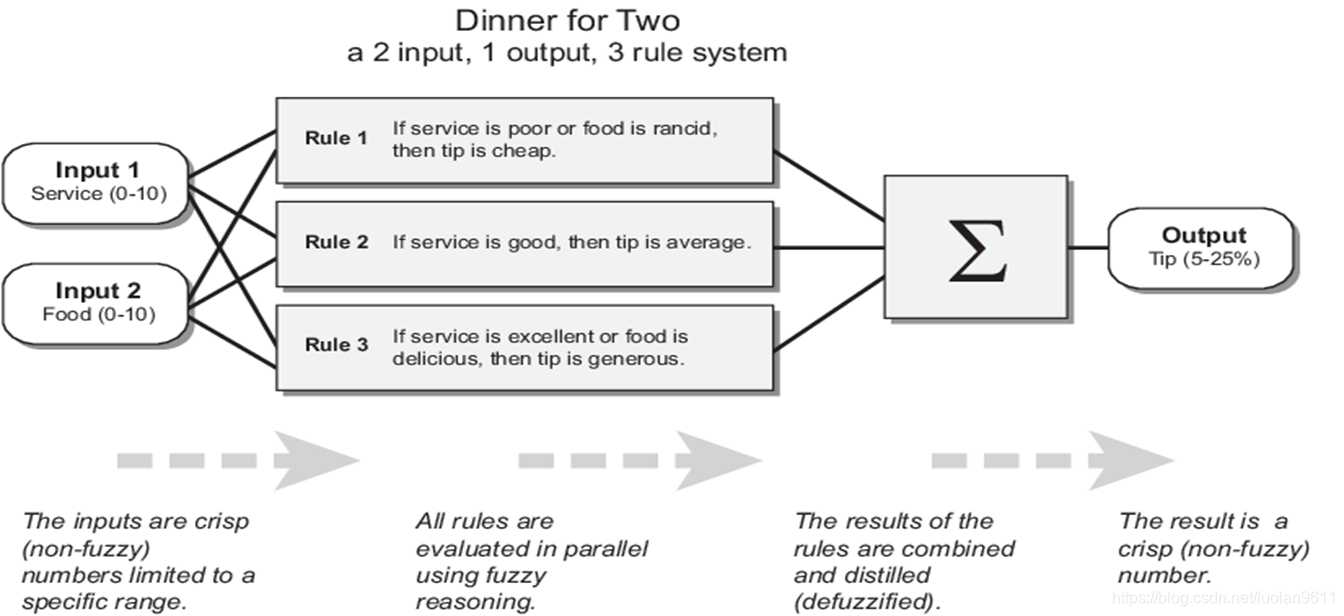 Dinner for Two
a 2 input, 1 output, 3 rule system
Input 1
Service (0-10)
Input 2
Food (0-10)
Rule 1
If service is poor or food is rancid,
then tip is cheap.
Rule 2
If service is good, then tip is average.
Rule 3
If service is excellent or food is
delicious, then tip is generous.
Σ
Output
Tip (5-25%)
The inputs are crisp
(non-fuzzy)
numbers limited to a
specific range.
All rules are
evaluated in parallel
using fuzzy
reasoning.
The results of the
rules are combined
and distilled
(defuzzified).
The result is a
crisp (non-fuzzy)
number.
https://blog.csdn.net/luolan9611